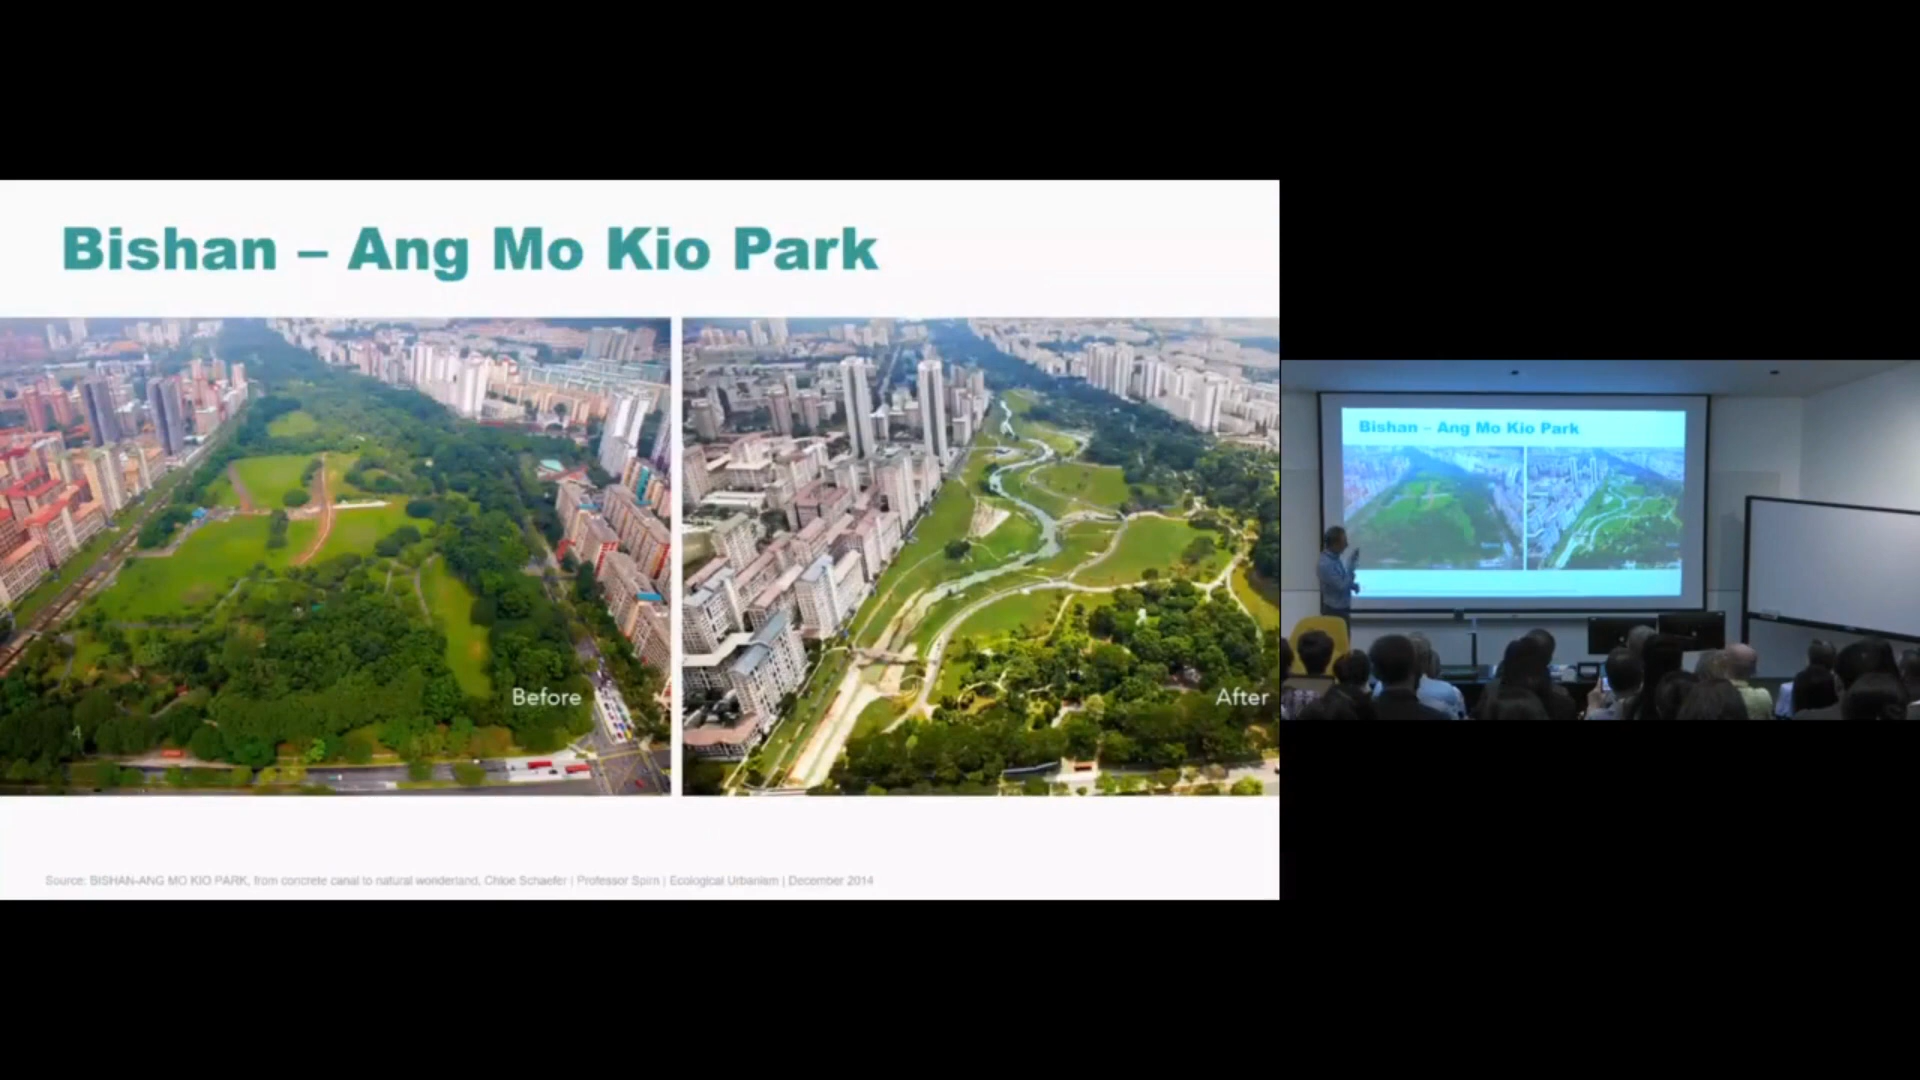 Bishan – Ang Mo Kio Park
Before
After
Source: BISHAN-ANG MO KIO PARK, from concrete canal to natural wonderland, Chloe Schaefer | Professor Spirn | Ecological Urbanism | December 2014
Bishan – Ang Mo Kio Park